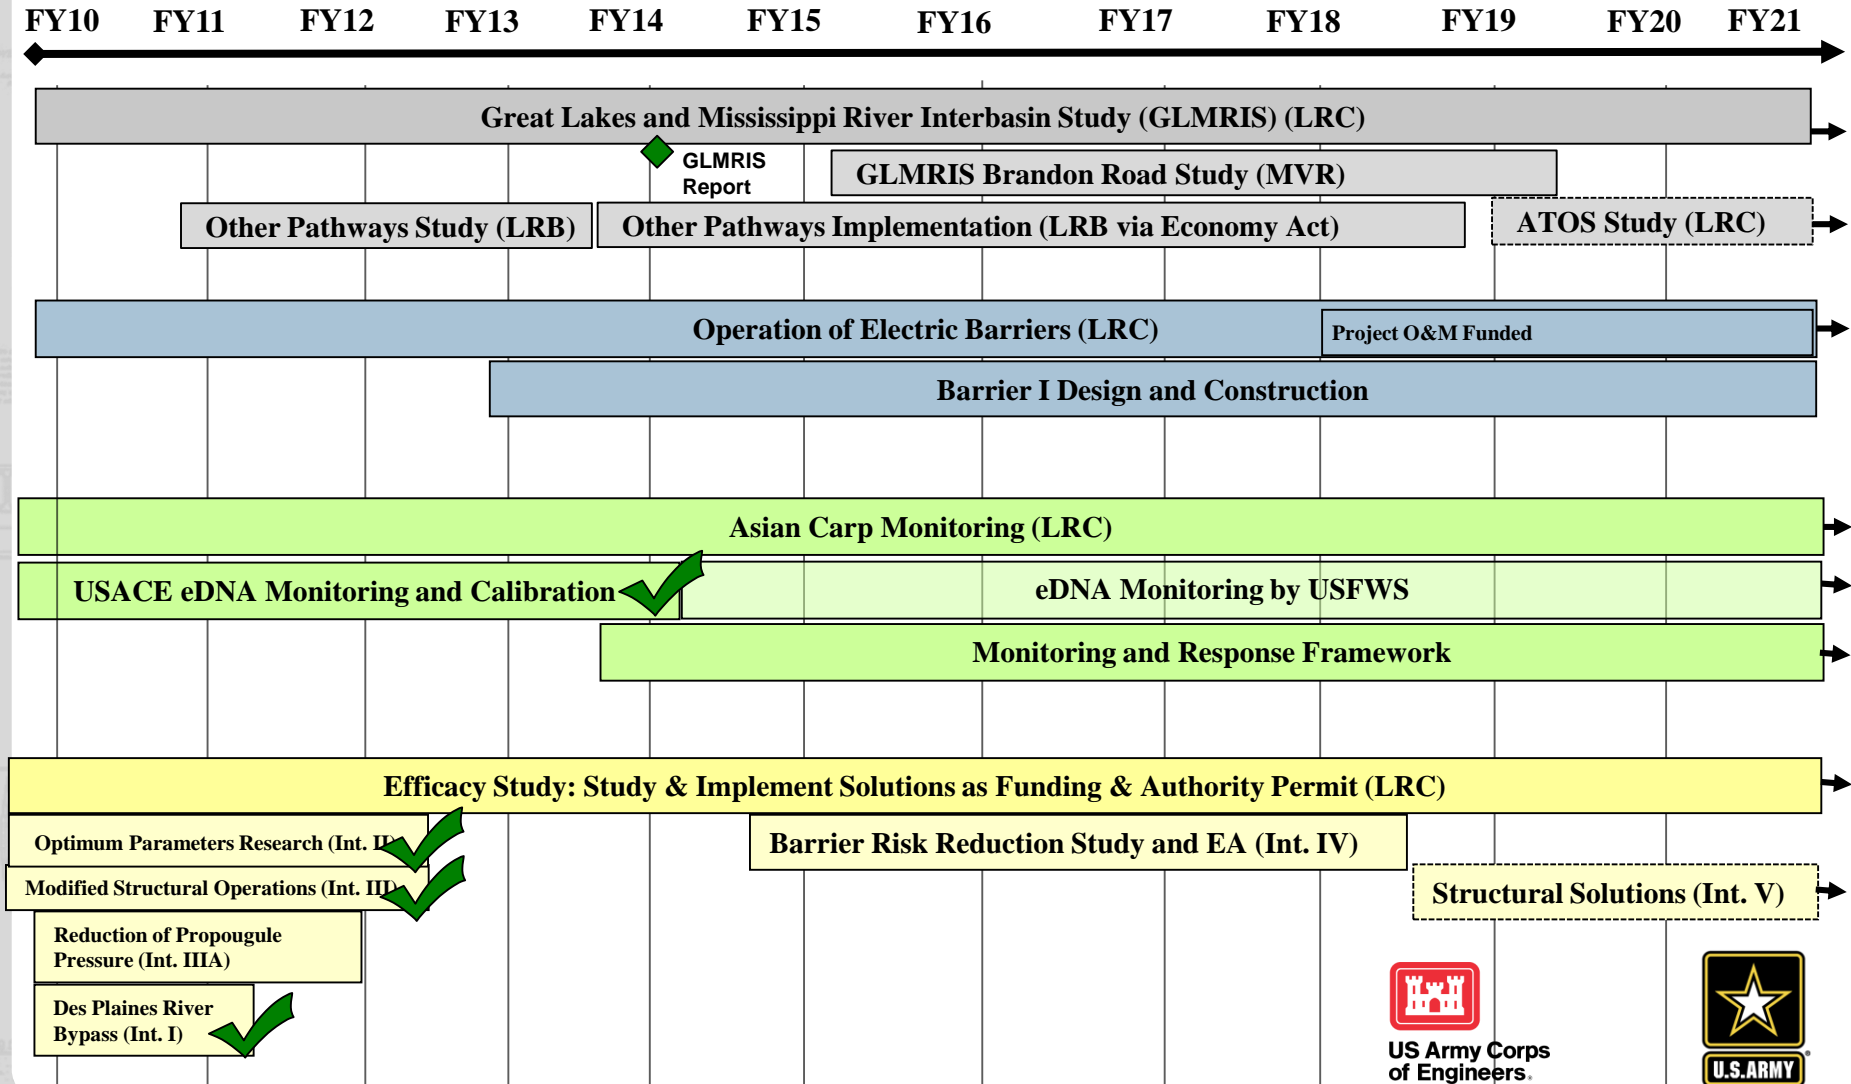 FY10 FY11 FY12 FY13 FY14 FY15 FY16 FY17 FY18 FY19 FY20 FY21
Great Lakes and Mississippi River Interbasin Study (GLMRIS) (LRC)
GLMRIS
Report
GLMRIS Brandon Road Study (MVR)
Other Pathways Study (LRB)
Other Pathways Implementation (LRB via Economy Act)
ATOS Study (LRC)
Operation of Electric Barriers (LRC)
Project O&M Funded
Barrier I Design and Construction
Asian Carp Monitoring (LRC)
USACE eDNA Monitoring and Calibration
eDNA Monitoring by USFWS
Monitoring and Response Framework
Efficacy Study: Study & Implement Solutions as Funding & Authority Permit (LRC)
Optimum Parameters Research (Int. II)
Barrier Risk Reduction Study and EA (Int. IV)
Modified Structural Operations (Int. III)
Structural Solutions (Int. V)
Reduction of Propougule
Pressure (Int. IIIA)
Des Plaines River
Bypass (Int. I)
US Army Corps
of Engineers®
U.S.ARMY